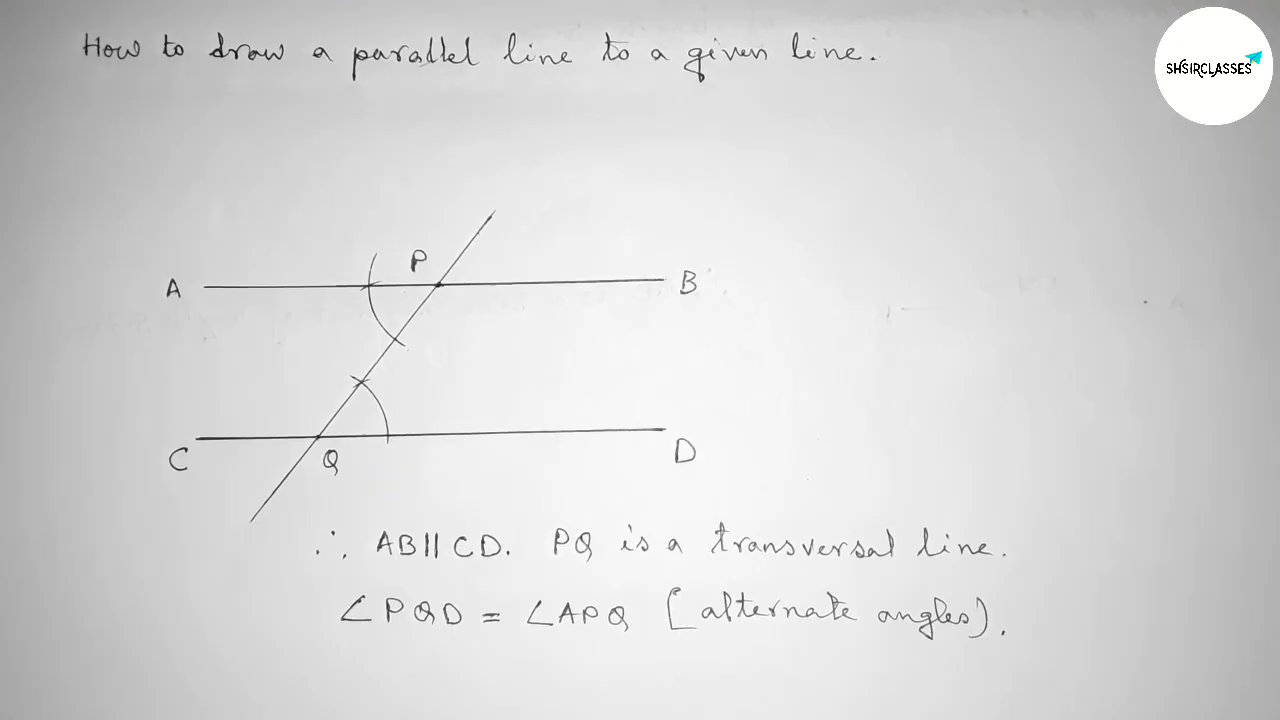 How to draw a parallel line to a given line.
SHSIRCLASSES
P
A
B
C
Q
D
∴ AB || CD. PQ is a transversal line.
∠PQD = ∠APQ [alternate angles).